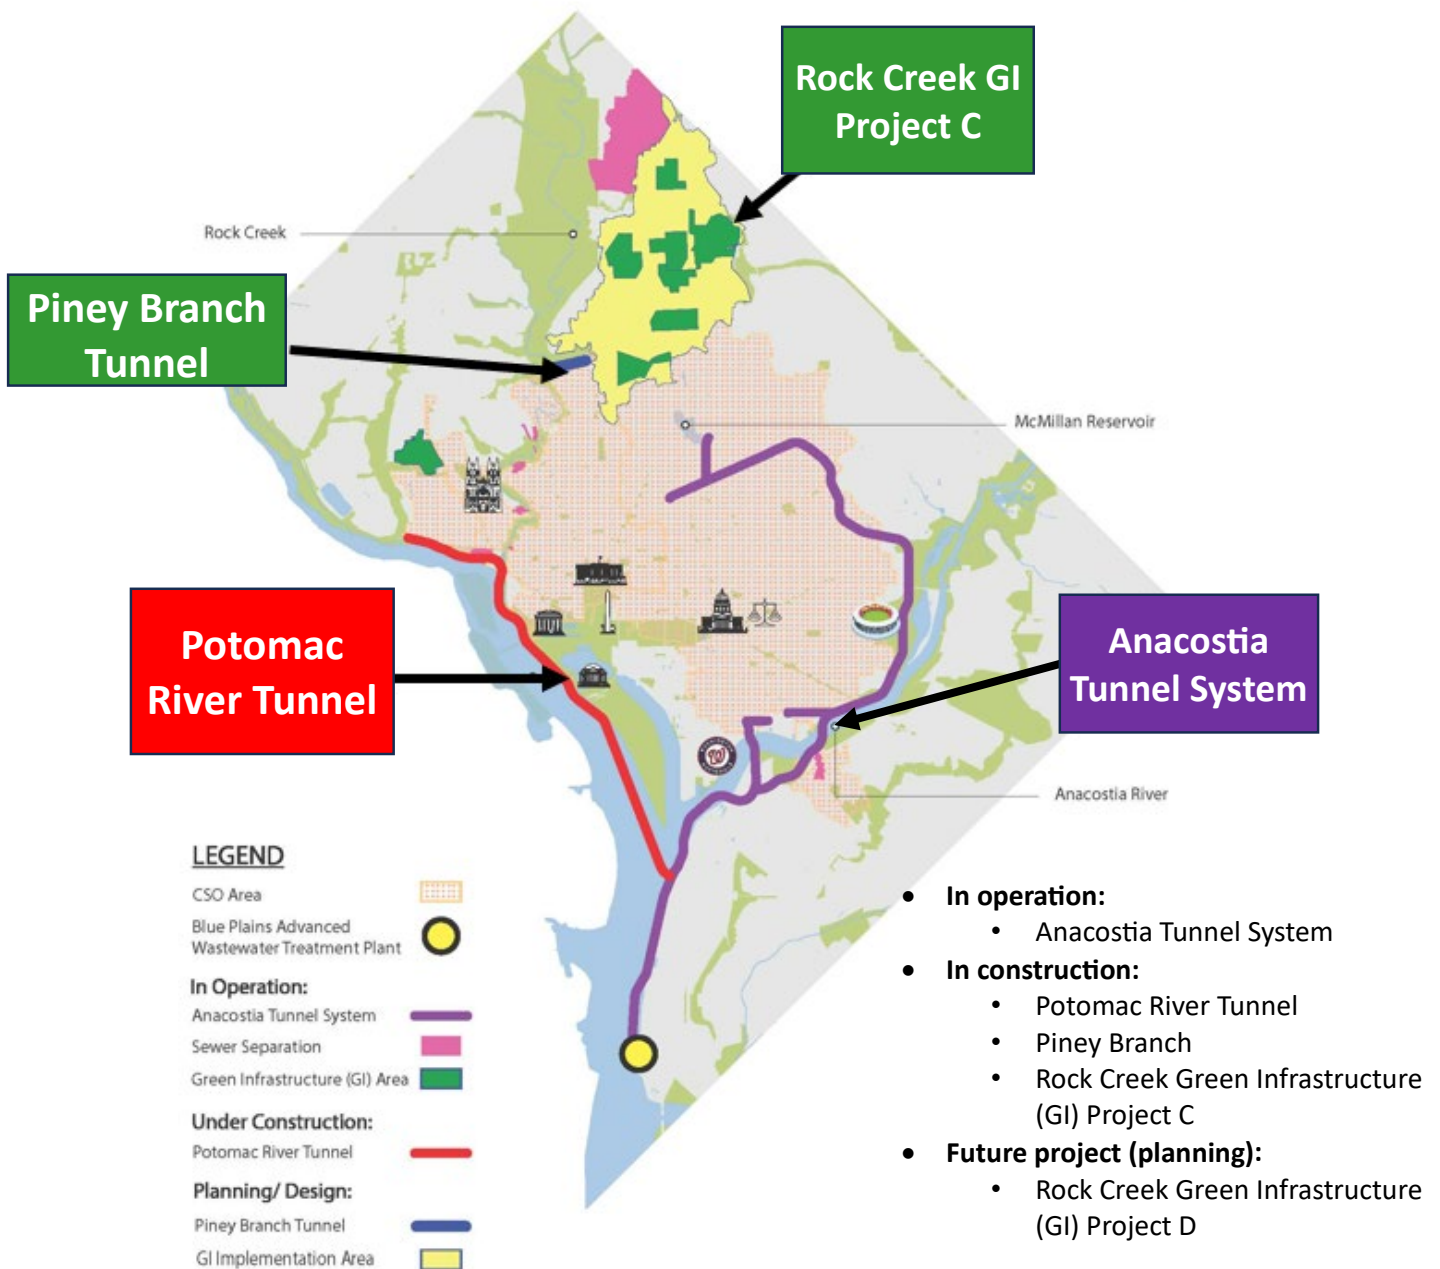 Rock Creek GI
Project C
Rock Creek
Piney Branch
Tunnel
McMillan Reservoir
Potomac
River Tunnel
Anacostia
Tunnel System
W
Anacostia River
LEGEND
CSO Area
Blue Plains Advanced
Wastewater Treatment Plant
In Operation:
Anacostia Tunnel System
Sewer Separation
Green Infrastructure (GI) Area
Under Construction:
Potomac River Tunnel
Planning/ Design:
Piney Branch Tunnel
GI Implementation Area
• In operation:
• Anacostia Tunnel System
• In construction:
• Potomac River Tunnel
• Piney Branch
• Rock Creek Green Infrastructure
(GI) Project C
• Future project (planning):
• Rock Creek Green Infrastructure
(GI) Project D